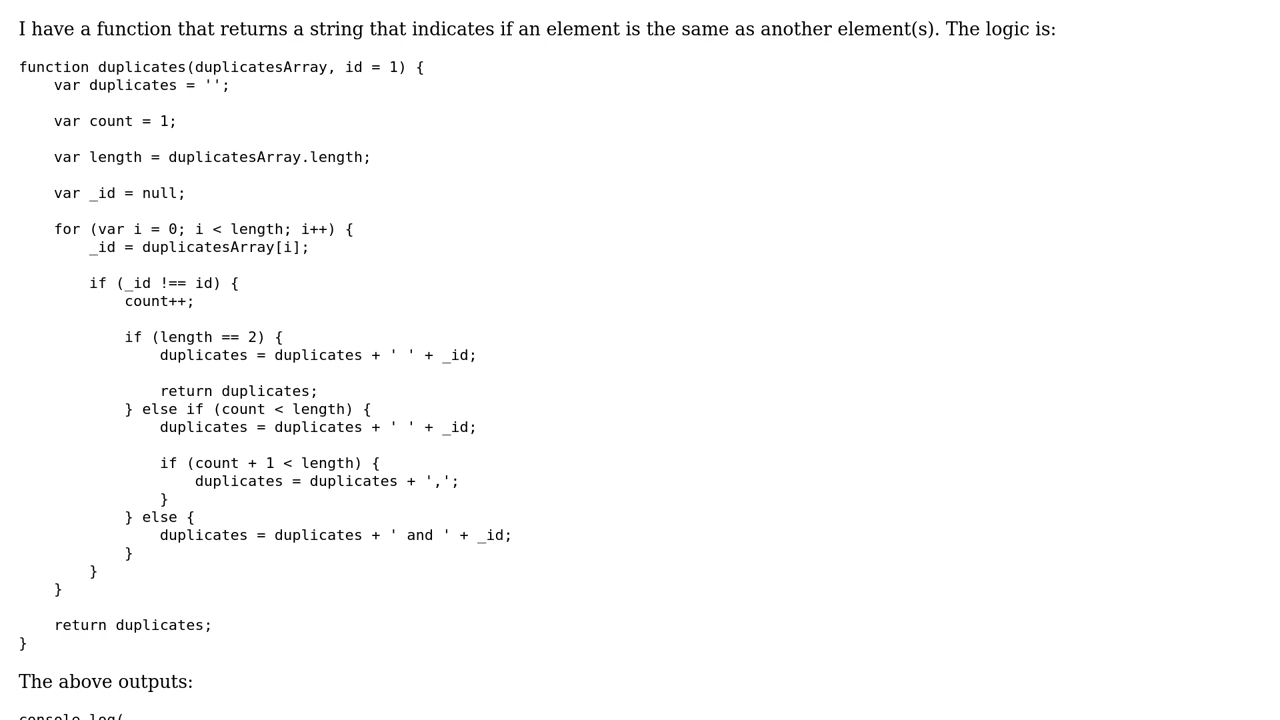 I have a function that returns a string that indicates if an element is the same as another element(s). The logic is:
function duplicates(duplicatesArray, id = 1) {
    var duplicates = '';
    var count = 1;
    var length = duplicatesArray.length;
    var _id = null;
    for (var i = 0; i < length; i++) {
        _id = duplicatesArray[i];
        if (_id !== id) {
            count++;
            if (length == 2) {
                duplicates = duplicates + ' ' + _id;
                return duplicates;
            } else if (count < length) {
                duplicates = duplicates + ' ' + _id;
                if (count + 1 < length) {
                    duplicates = duplicates + ',';
                }
            } else {
                duplicates = duplicates + ' and ' + _id;
            }
        }
    }
    return duplicates;
}
The above outputs:
console.log(